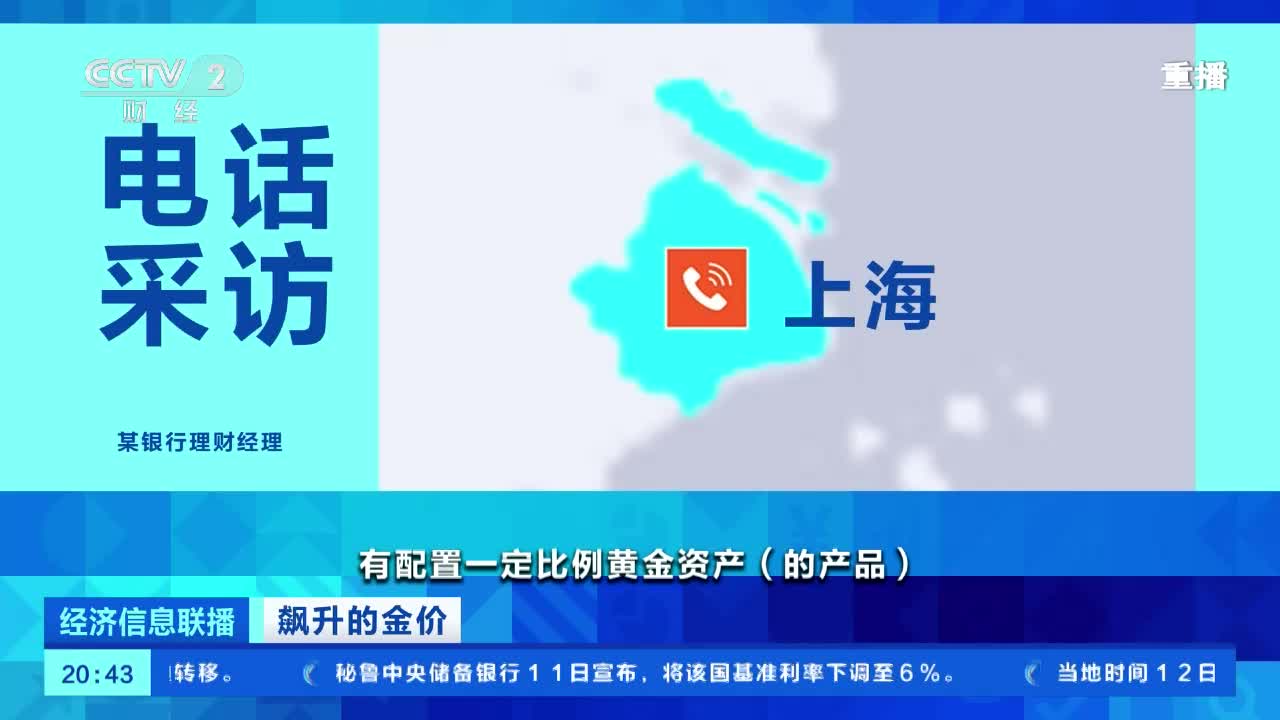 CCTV 2
财经
重播
电话
采访
上海
某银行理财经理
有配置一定比例黄金资产（的产品）
经济信息联播
飙升的金价
20:43
转移。
秘鲁中央储备银行11日宣布，将该国基准利率下调至6%。
当地时间12日